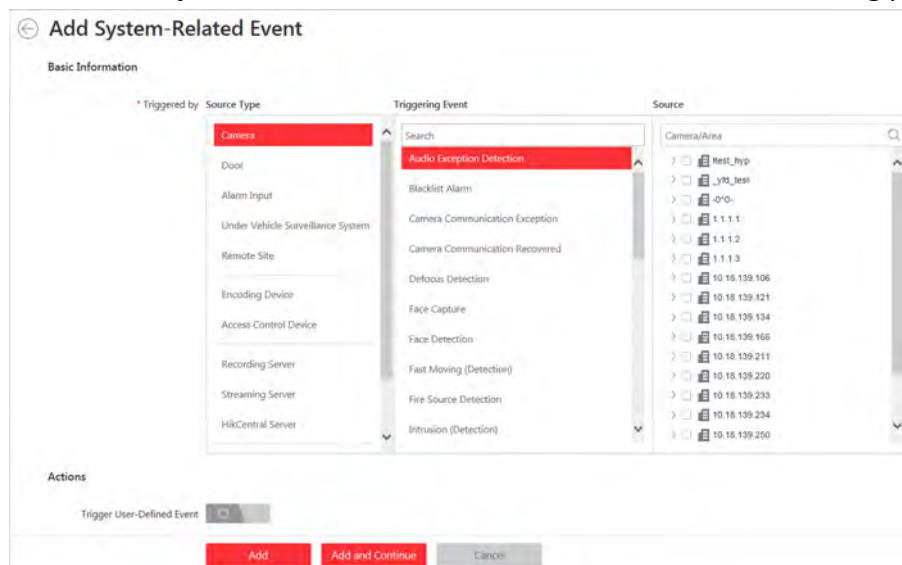 Add System-Related Event
Basic Information
* Triggered by
Source Type
Camera
Door
Alarm Input
Under Vehicle Surveillance System
Remote Site
Encoding Device
Access Control Device
Recording Server
Streaming Server
HikCentral Server
Triggering Event
Search
Audio Exception Detection
Blacklist Alarm
Camera Communication Exception
Camera Communication Recovered
Defocus Detection
Face Capture
Face Detection
Fast Moving (Detection)
Fire Source Detection
Intrusion (Detection)
Source
Camera/Area
_yfd_test
1.1.1.1
1.1.1.2
1.1.1.3
10.18.139.106
10.18.139.121
10.18.139.134
10.18.139.166
10.18.139.211
10.18.139.220
10.18.139.233
10.18.139.234
10.18.139.250
Actions
Trigger User-Defined Event
Add
Add and Continue
Cancel